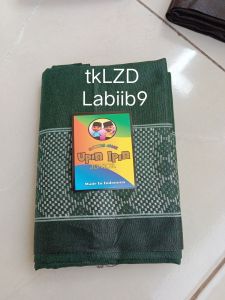 tkLZD
Labiib9
Upin Ipin
Made In Indonesia